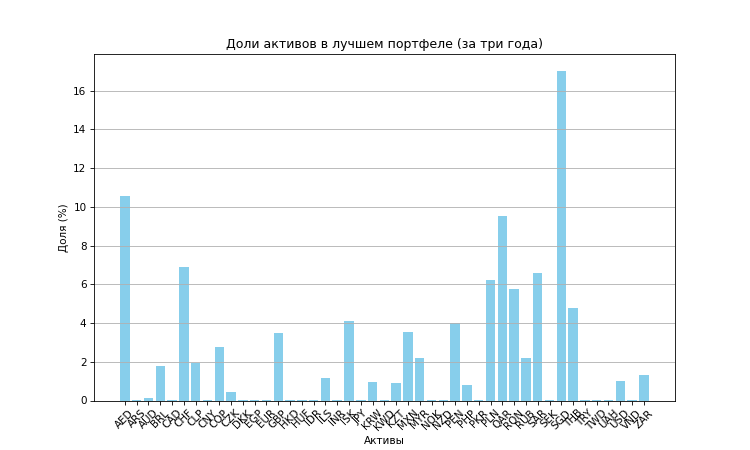 Доли активов в лучшем портфеле (за три года)
Доля (%)
16
14
12
10
8
6
4
2
0
AED
ARS
AUD
BRL
CAD
CHF
CLP
CNY
COP
CZK
DKK
EGP
EUR
GBP
HKD
HUF
IDR
ILS
INR
ISK
JPY
KRW
KWD
KZT
MXN
MYR
NOK
NZD
PEN
PHP
PKR
PLN
QAR
RON
RUB
SAR
SEK
SGD
THB
TRY
TWD
UAH
USD
VND
ZAR
Активы